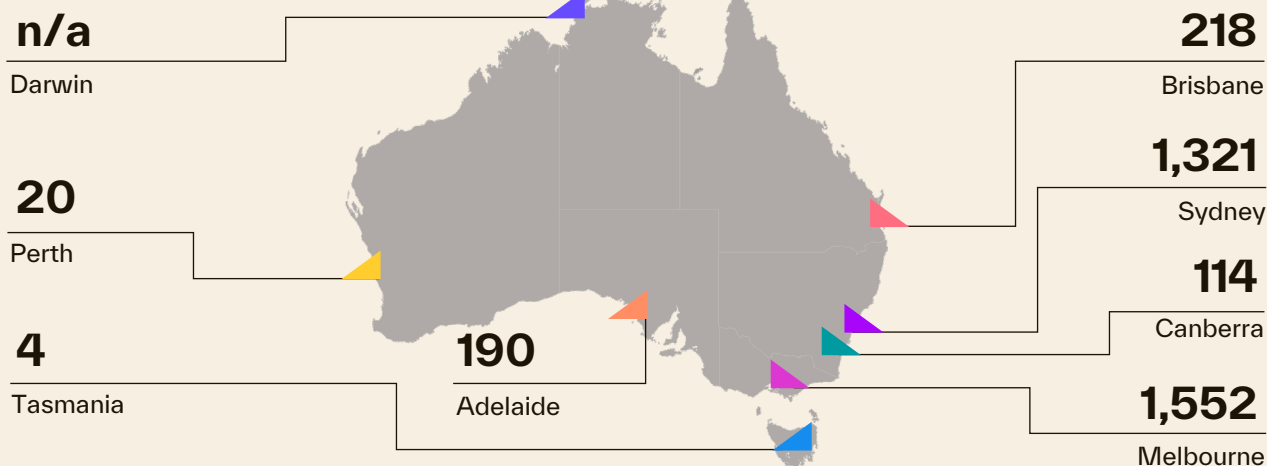 n/a
Darwin
20
Perth
4
Tasmania
190
Adelaide
218
Brisbane
1,321
Sydney
114
Canberra
1,552
Melbourne